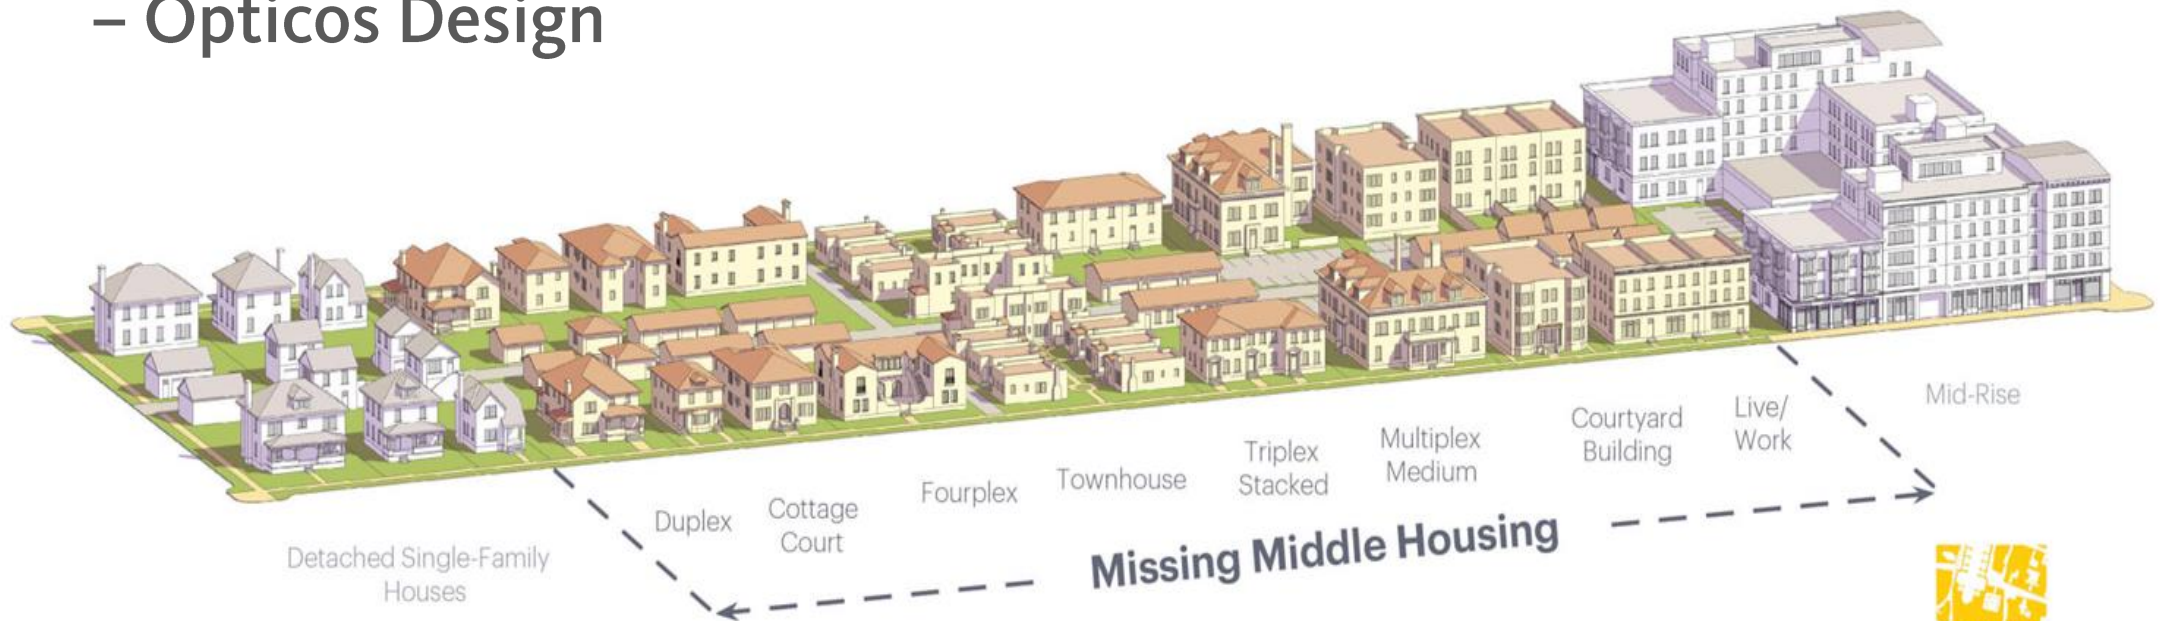 – Opticos Design
Mid-Rise
Live/
Work
Courtyard
Building
Multiplex
Medium
Triplex
Stacked
Townhouse
Fourplex
Cottage
Court
Duplex
Detached Single-Family
Houses
Missing Middle Housing